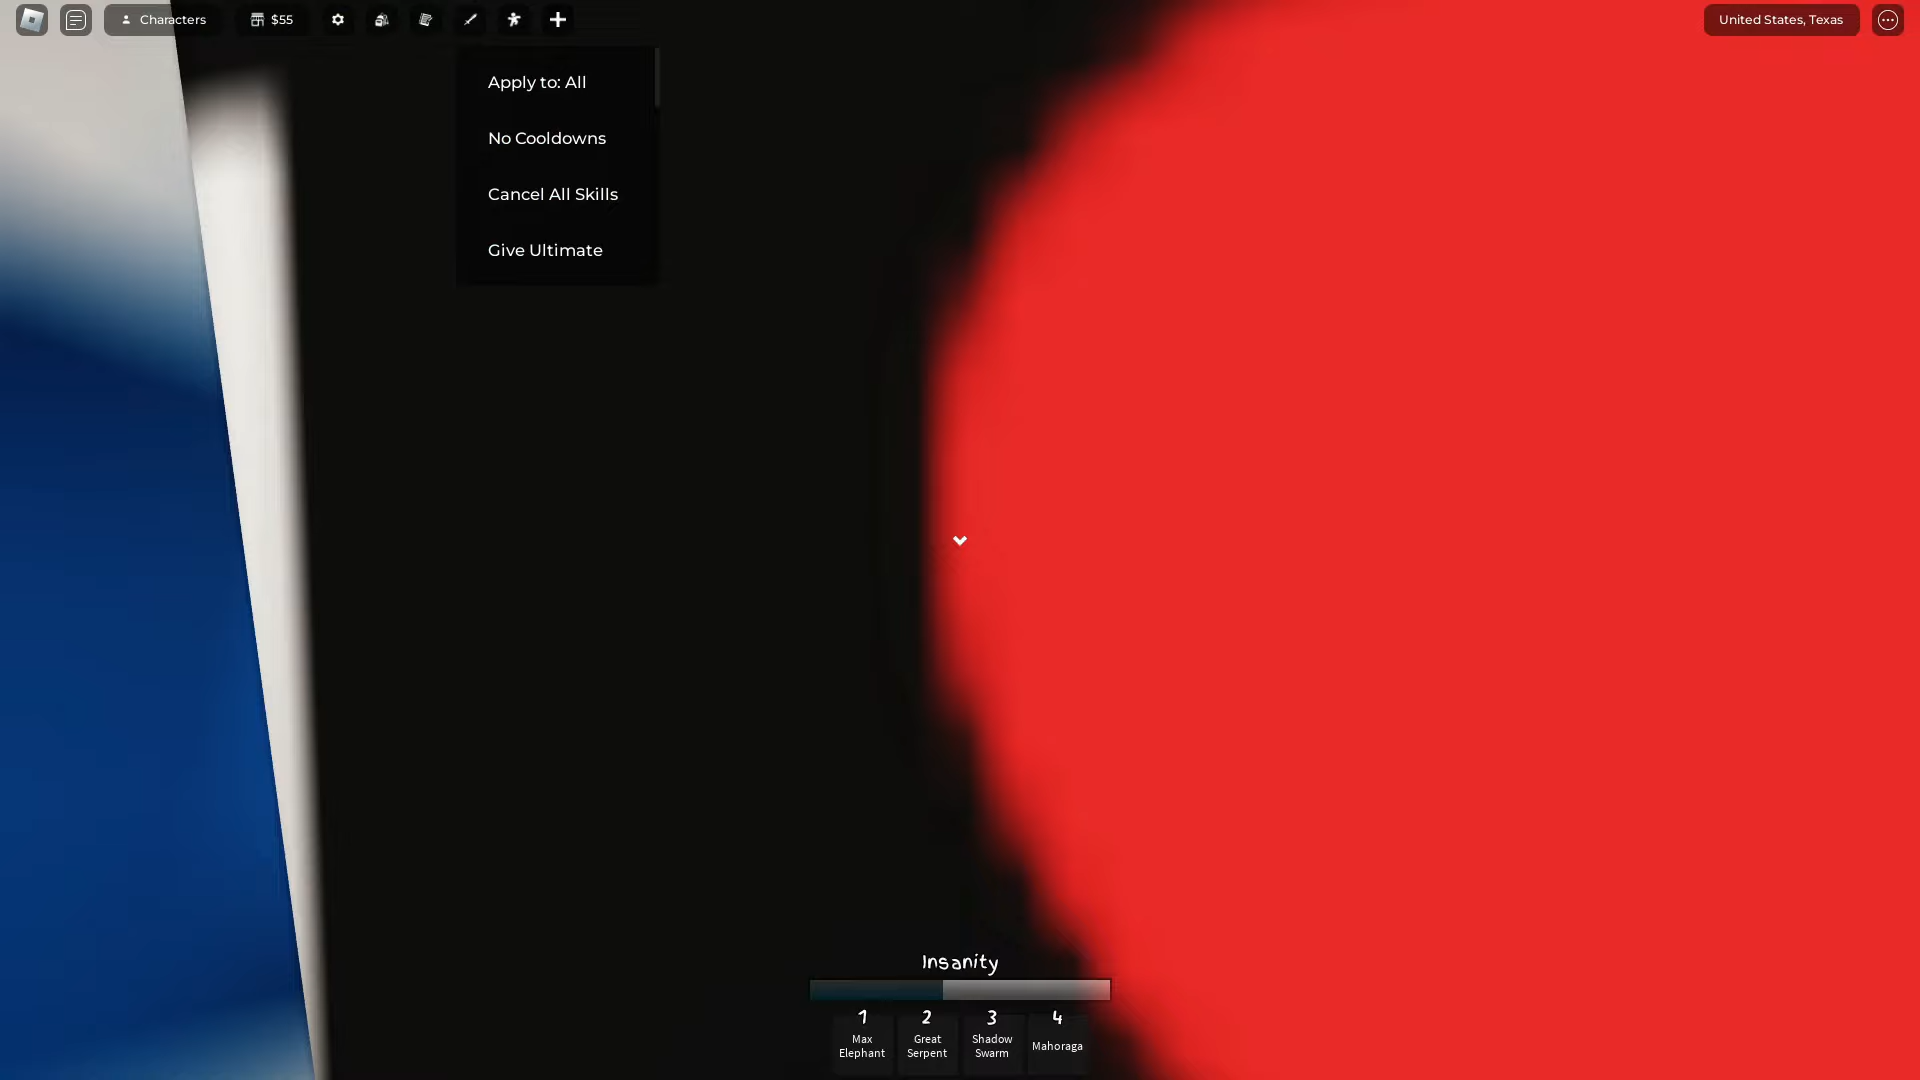 Characters
$55
United States, Texas
Apply to: All
No Cooldowns
Cancel All Skills
Give Ultimate
Insanity
1
2
3
4
Max
Elephant
Great
Serpent
Shadow
Swarm
Mahoraga